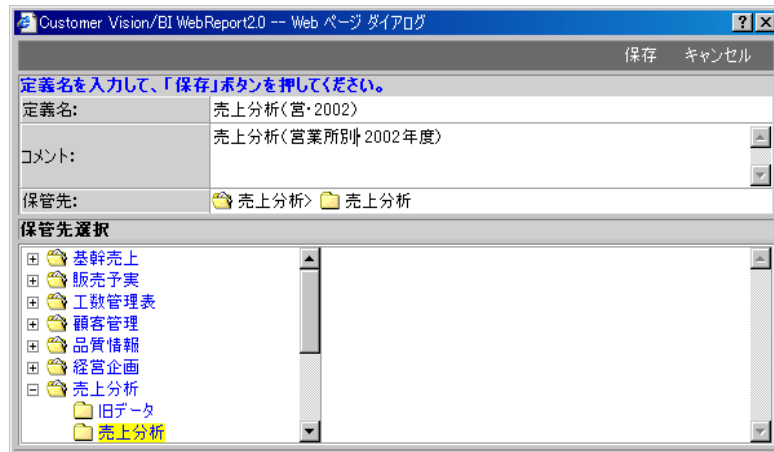 Customer Vision/BI WebReport2.0 -- Web ページ ダイアログ
保存 キャンセル
定義名を入力して、「保存」ボタンを押してください。
定義名: 売上分析(営・2002)
コメント: 売上分析(営業所別・2002年度)
保管先: 売上分析> 売上分析
保管先選択
基幹売上
販売予実
工数管理表
顧客管理
品質情報
経営企画
売上分析
旧データ
売上分析